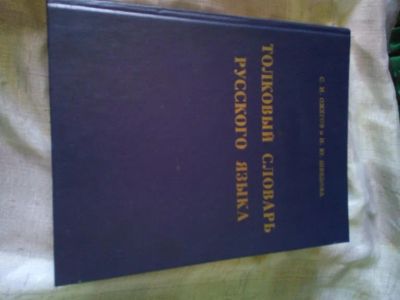 С. И. ОЖЕГОВ и Н. Ю. ШВЕДОВА
ТОЛКОВЫЙ СЛОВАРЬ
РУССКОГО ЯЗЫКА